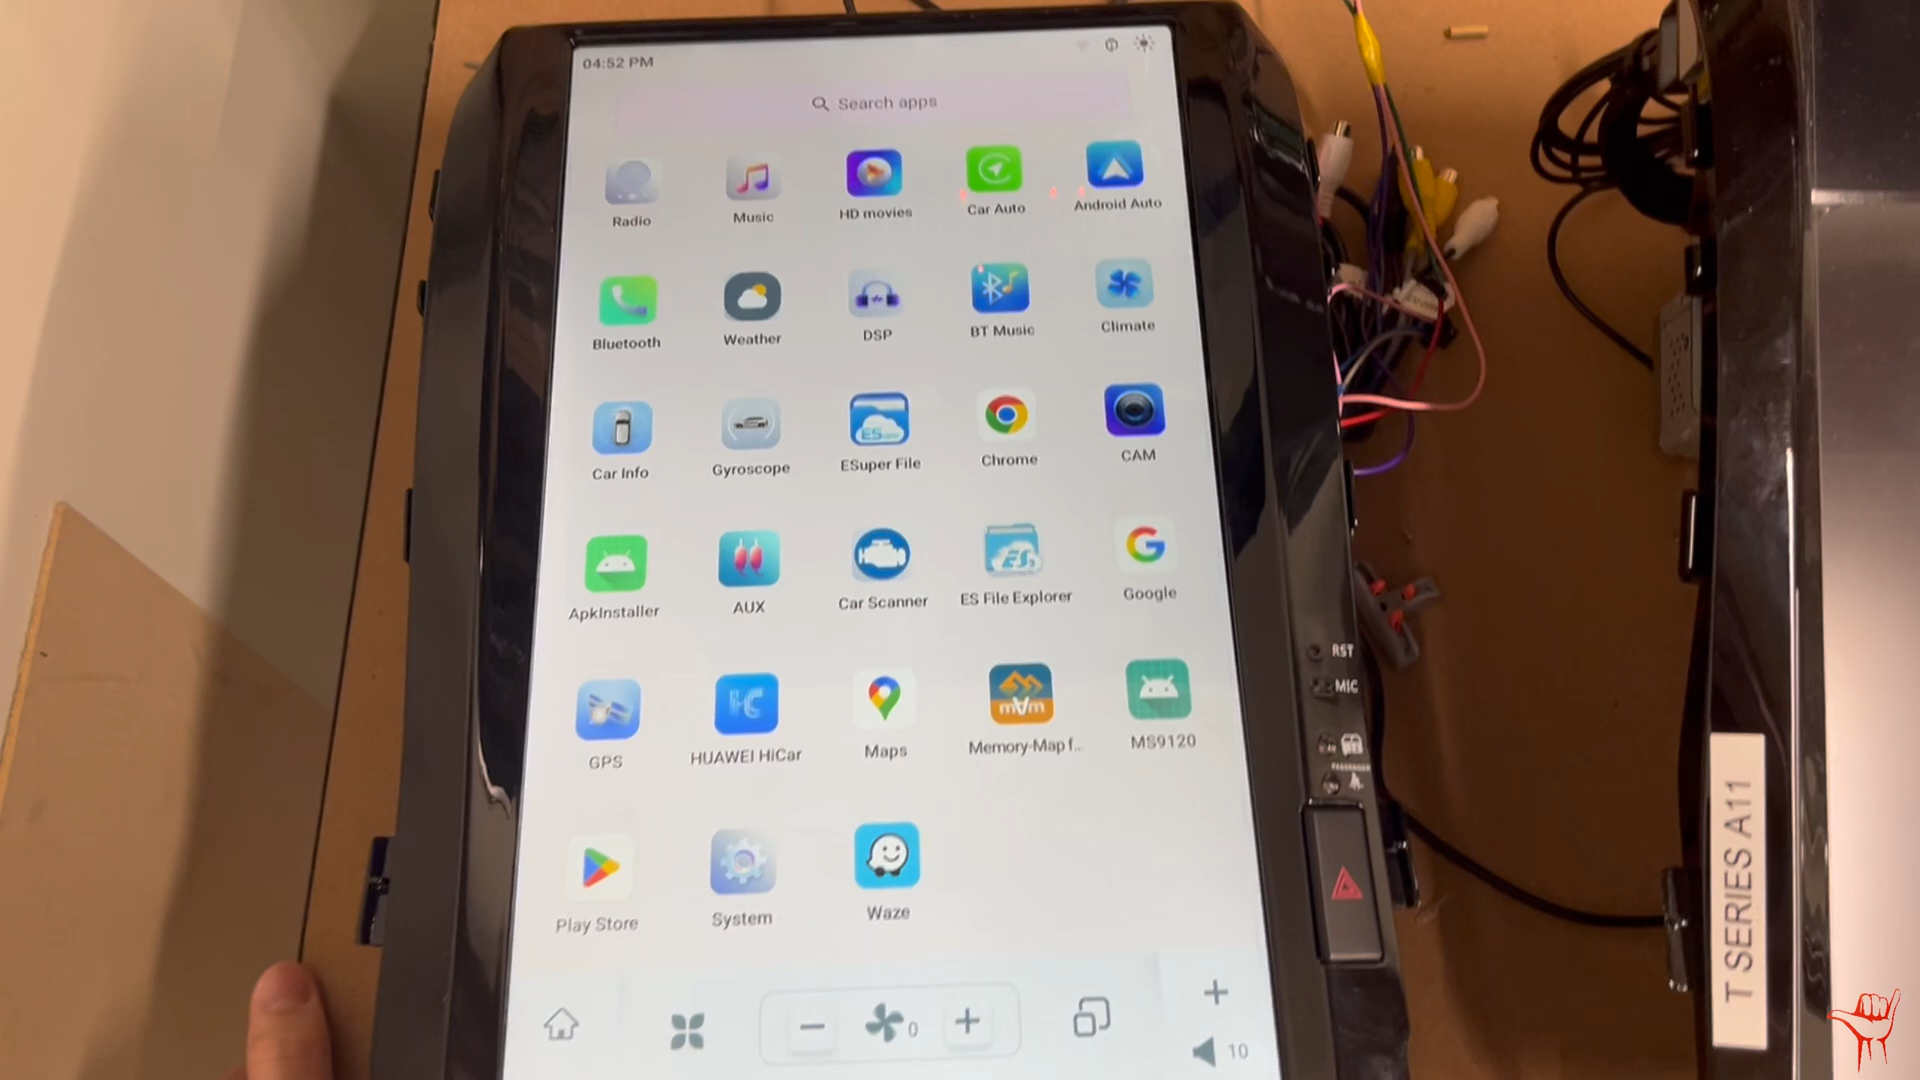 04:52 PM
Search apps
Radio
Music
HD movies
Car Auto
Android Auto
Bluetooth
Weather
DSP
BT Music
Climate
Car Info
Gyroscope
ESuper File
Chrome
CAM
ApkInstaller
AUX
Car Scanner
ES File Explorer
Google
GPS
HUAWEI HiCar
Maps
Memory-Map f...
MS9120
Play Store
System
Waze
0
10
RST
MIC
PASSENGER
T SERIES A11